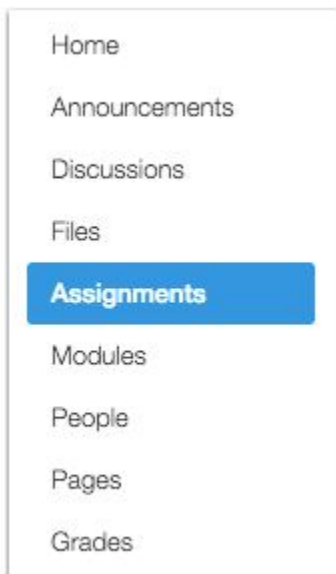 Home
Announcements
Discussions
Files
Assignments
Modules
People
Pages
Grades